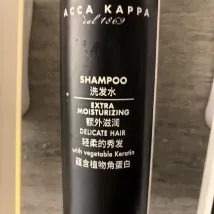 ACCA KAPPA
dal 1869
SHAMPOO
洗发水
EXTRA
MOISTURIZING
额外滋润
DELICATE HAIR
轻柔的秀发
with vegetable Keratin
蕴含植物角蛋白